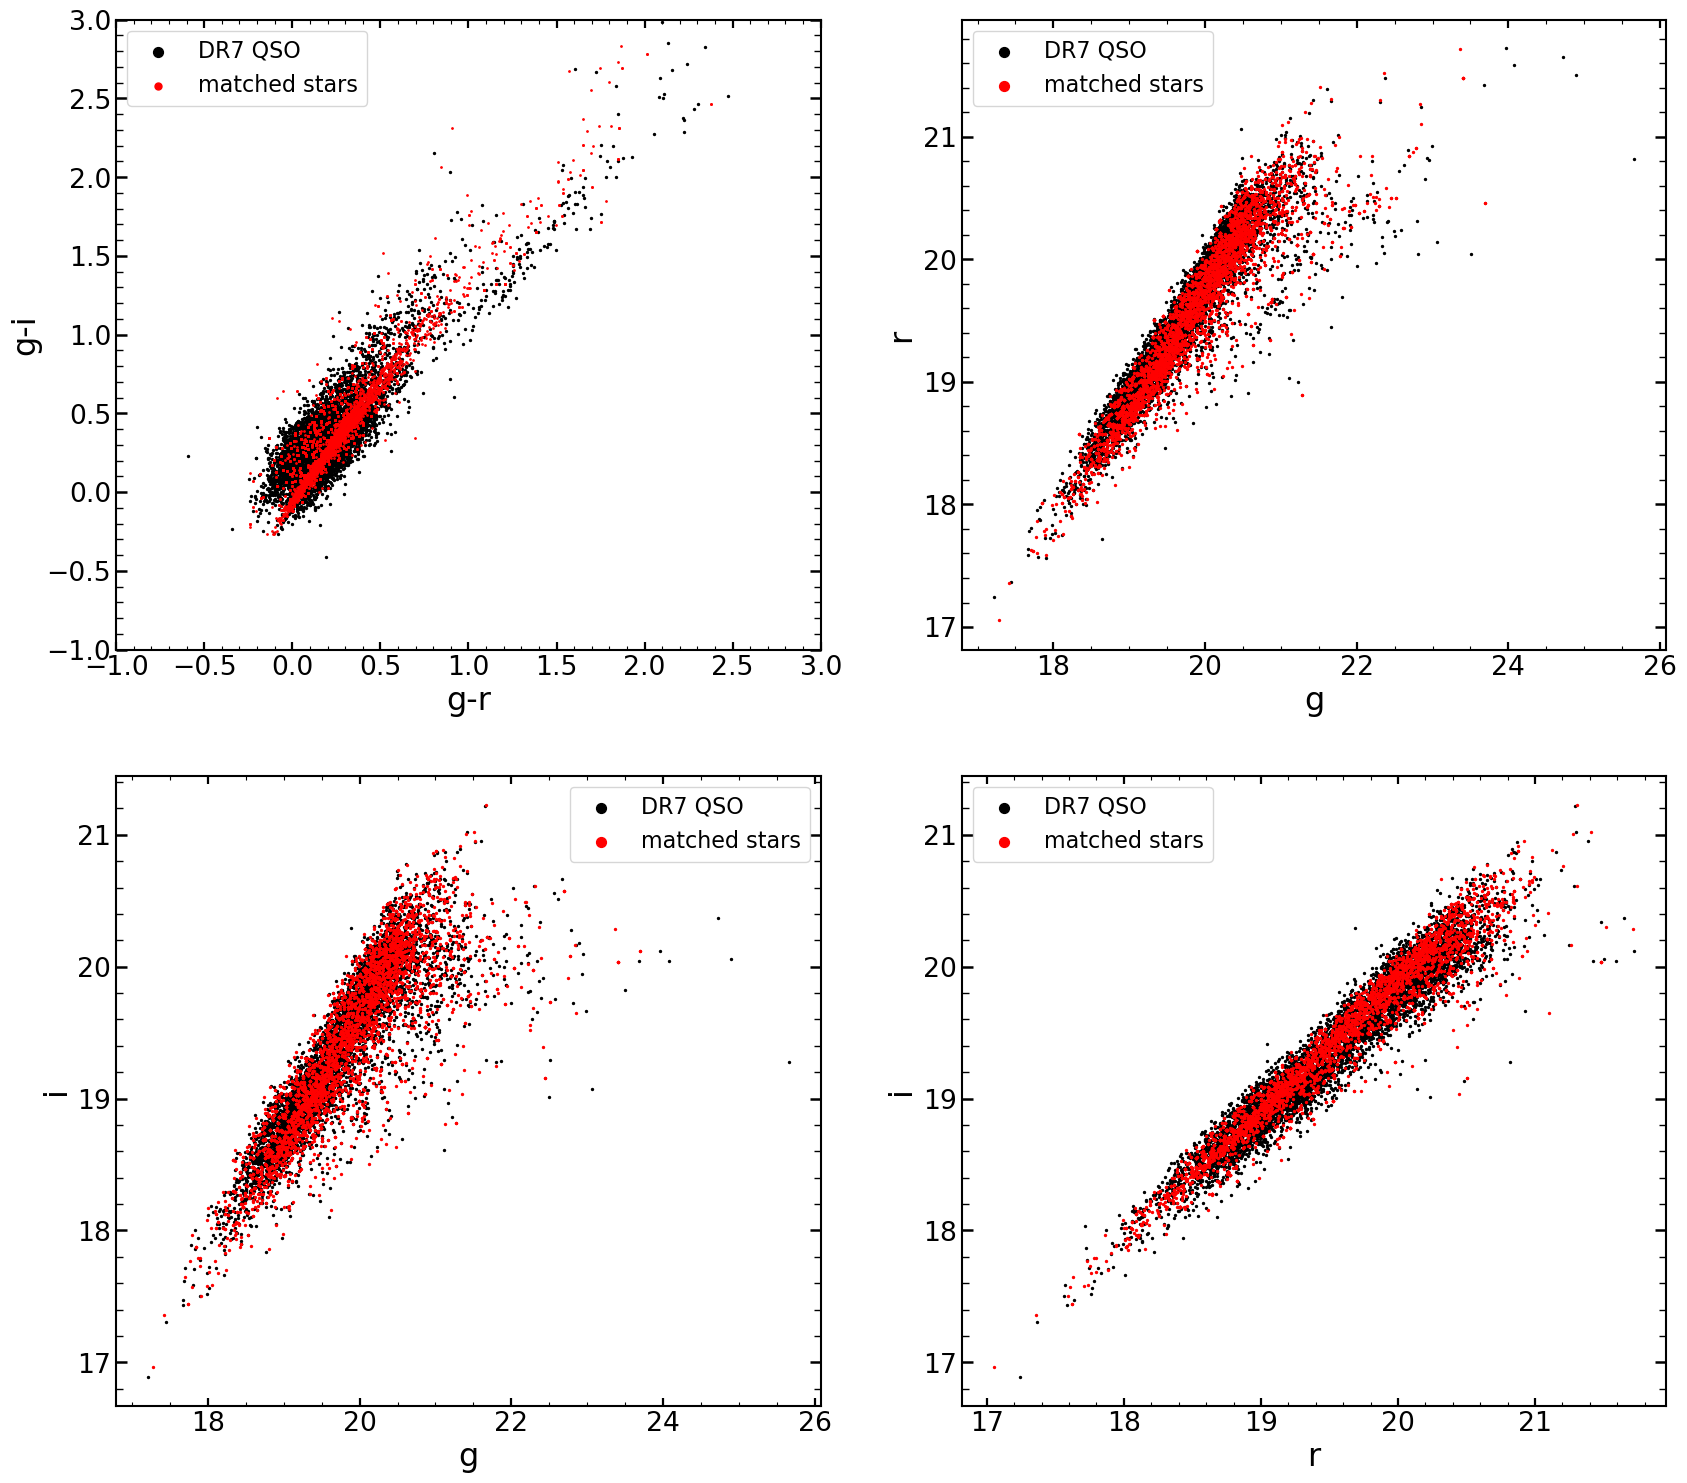 DR7 QSO
matched stars
3.0
2.5
2.0
1.5
1.0
0.5
0.0
−0.5
−1.0
g-i
−1.0 −0.5 0.0 0.5 1.0 1.5 2.0 2.5 3.0
g-r
DR7 QSO
matched stars
21
20
19
18
17
r
18 20 22 24 26
g
DR7 QSO
matched stars
21
20
19
18
17
i
18 20 22 24 26
g
DR7 QSO
matched stars
21
20
19
18
17
i
17 18 19 20 21
r